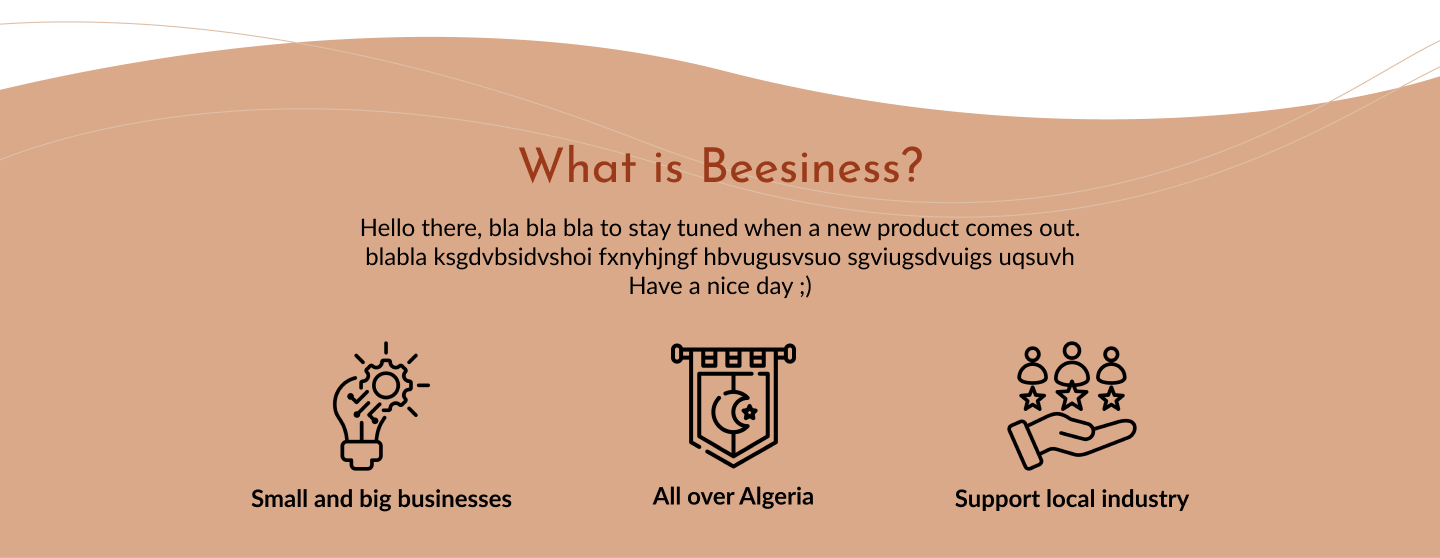 What is Beesiness?
Hello there, bla bla bla to stay tuned when a new product comes out.
blabla ksgdvbsidvshoi fxnyhjngf hbvugusvsuo sgviugsdvuigs uqsuvh
Have a nice day ;)
Small and big businesses
All over Algeria
Support local industry